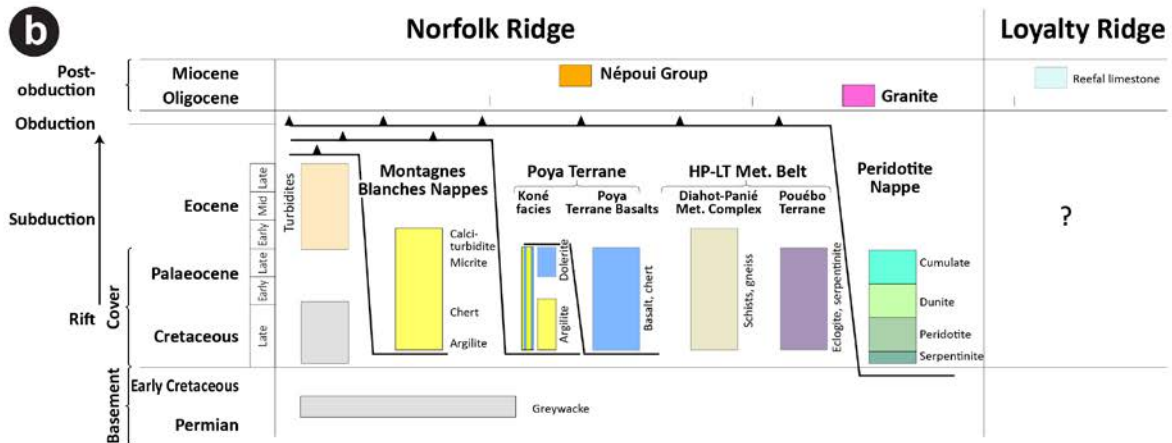 b
Norfolk Ridge
Loyalty Ridge
Post-
obduction
Miocene
Oligocene
Népoui Group
Granite
Reefal limestone
Obduction
Subduction
Rift
Cover
Basement
Eocene
Late
Mid
Early
Palaeocene
Late
Early
Cretaceous
Late
Early Cretaceous
Permian
Turbidites
Montagnes
Blanches Nappes
Calci-
turbidite
Micrite
Chert
Argilite
Poya Terrane
Koné
facies
Poya
Terrane Basalts
Dolerite
Argilite
Basalt, chert
HP-LT Met. Belt
Diahot-Panié
Met. Complex
Pouébo
Terrane
Schists, gneiss
Eclogite, serpentinite
Peridotite
Nappe
Cumulate
Dunite
Peridotite
Serpentinite
?
Greywacke